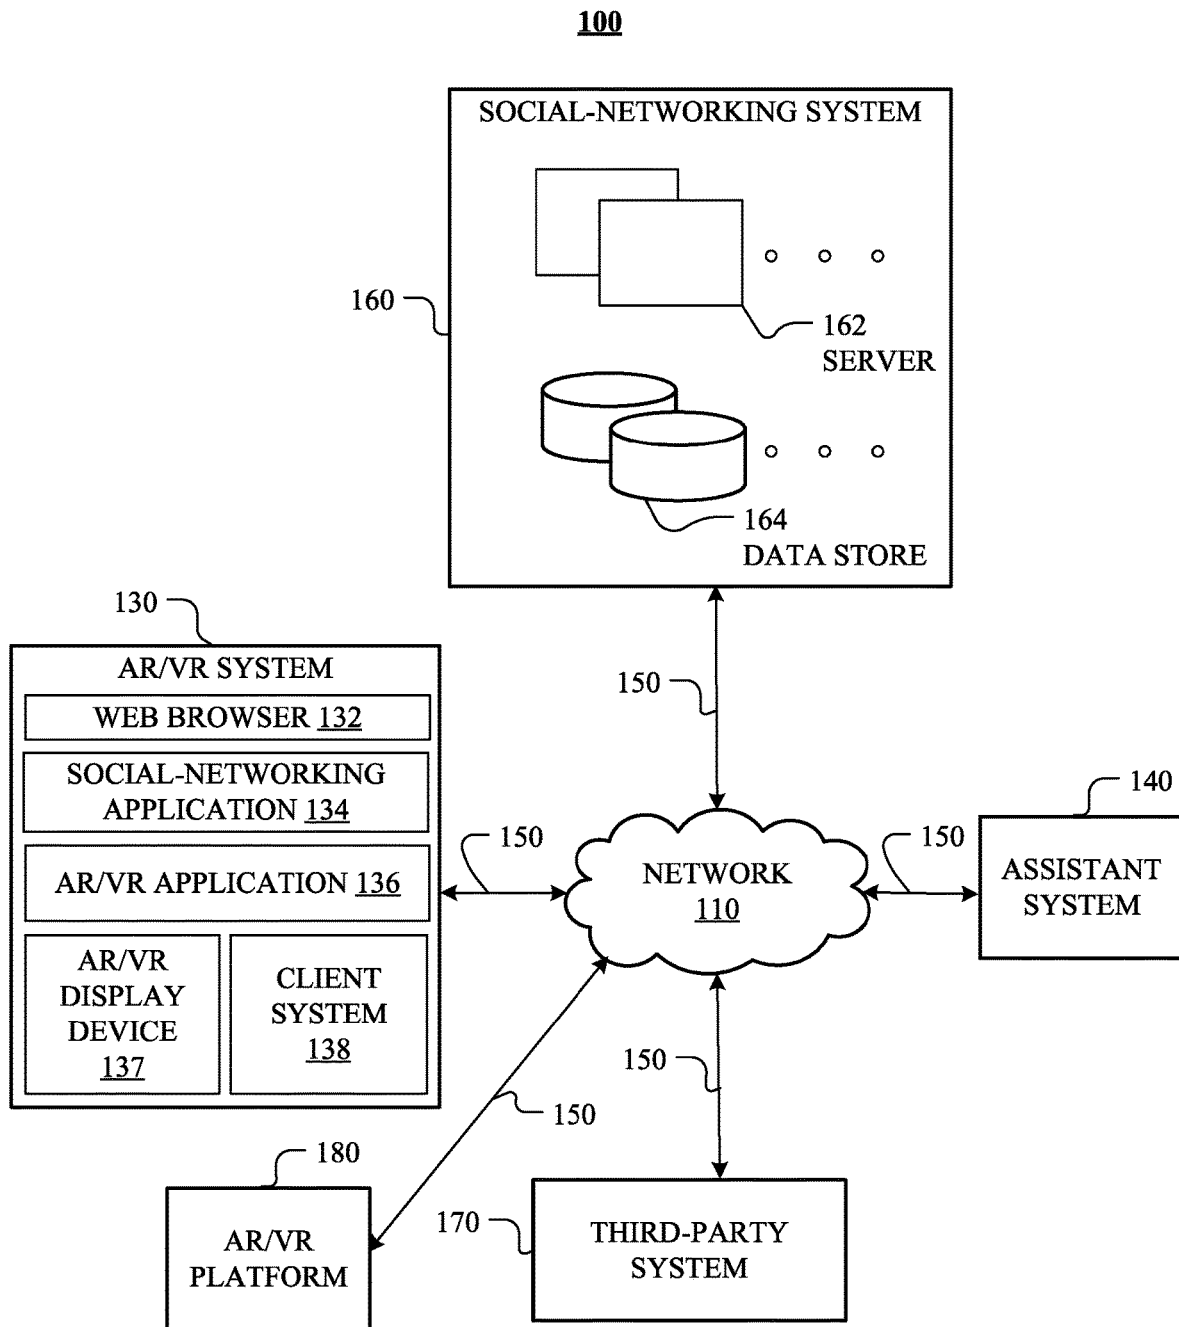 100
SOCIAL-NETWORKING SYSTEM
160
162
SERVER
164
DATA STORE
130
AR/VR SYSTEM
WEB BROWSER 132
SOCIAL-NETWORKING
APPLICATION 134
AR/VR APPLICATION 136
AR/VR
DISPLAY
DEVICE
137
CLIENT
SYSTEM
138
150
150
NETWORK
110
150
140
ASSISTANT
SYSTEM
150
150
180
AR/VR
PLATFORM
170
THIRD-PARTY
SYSTEM